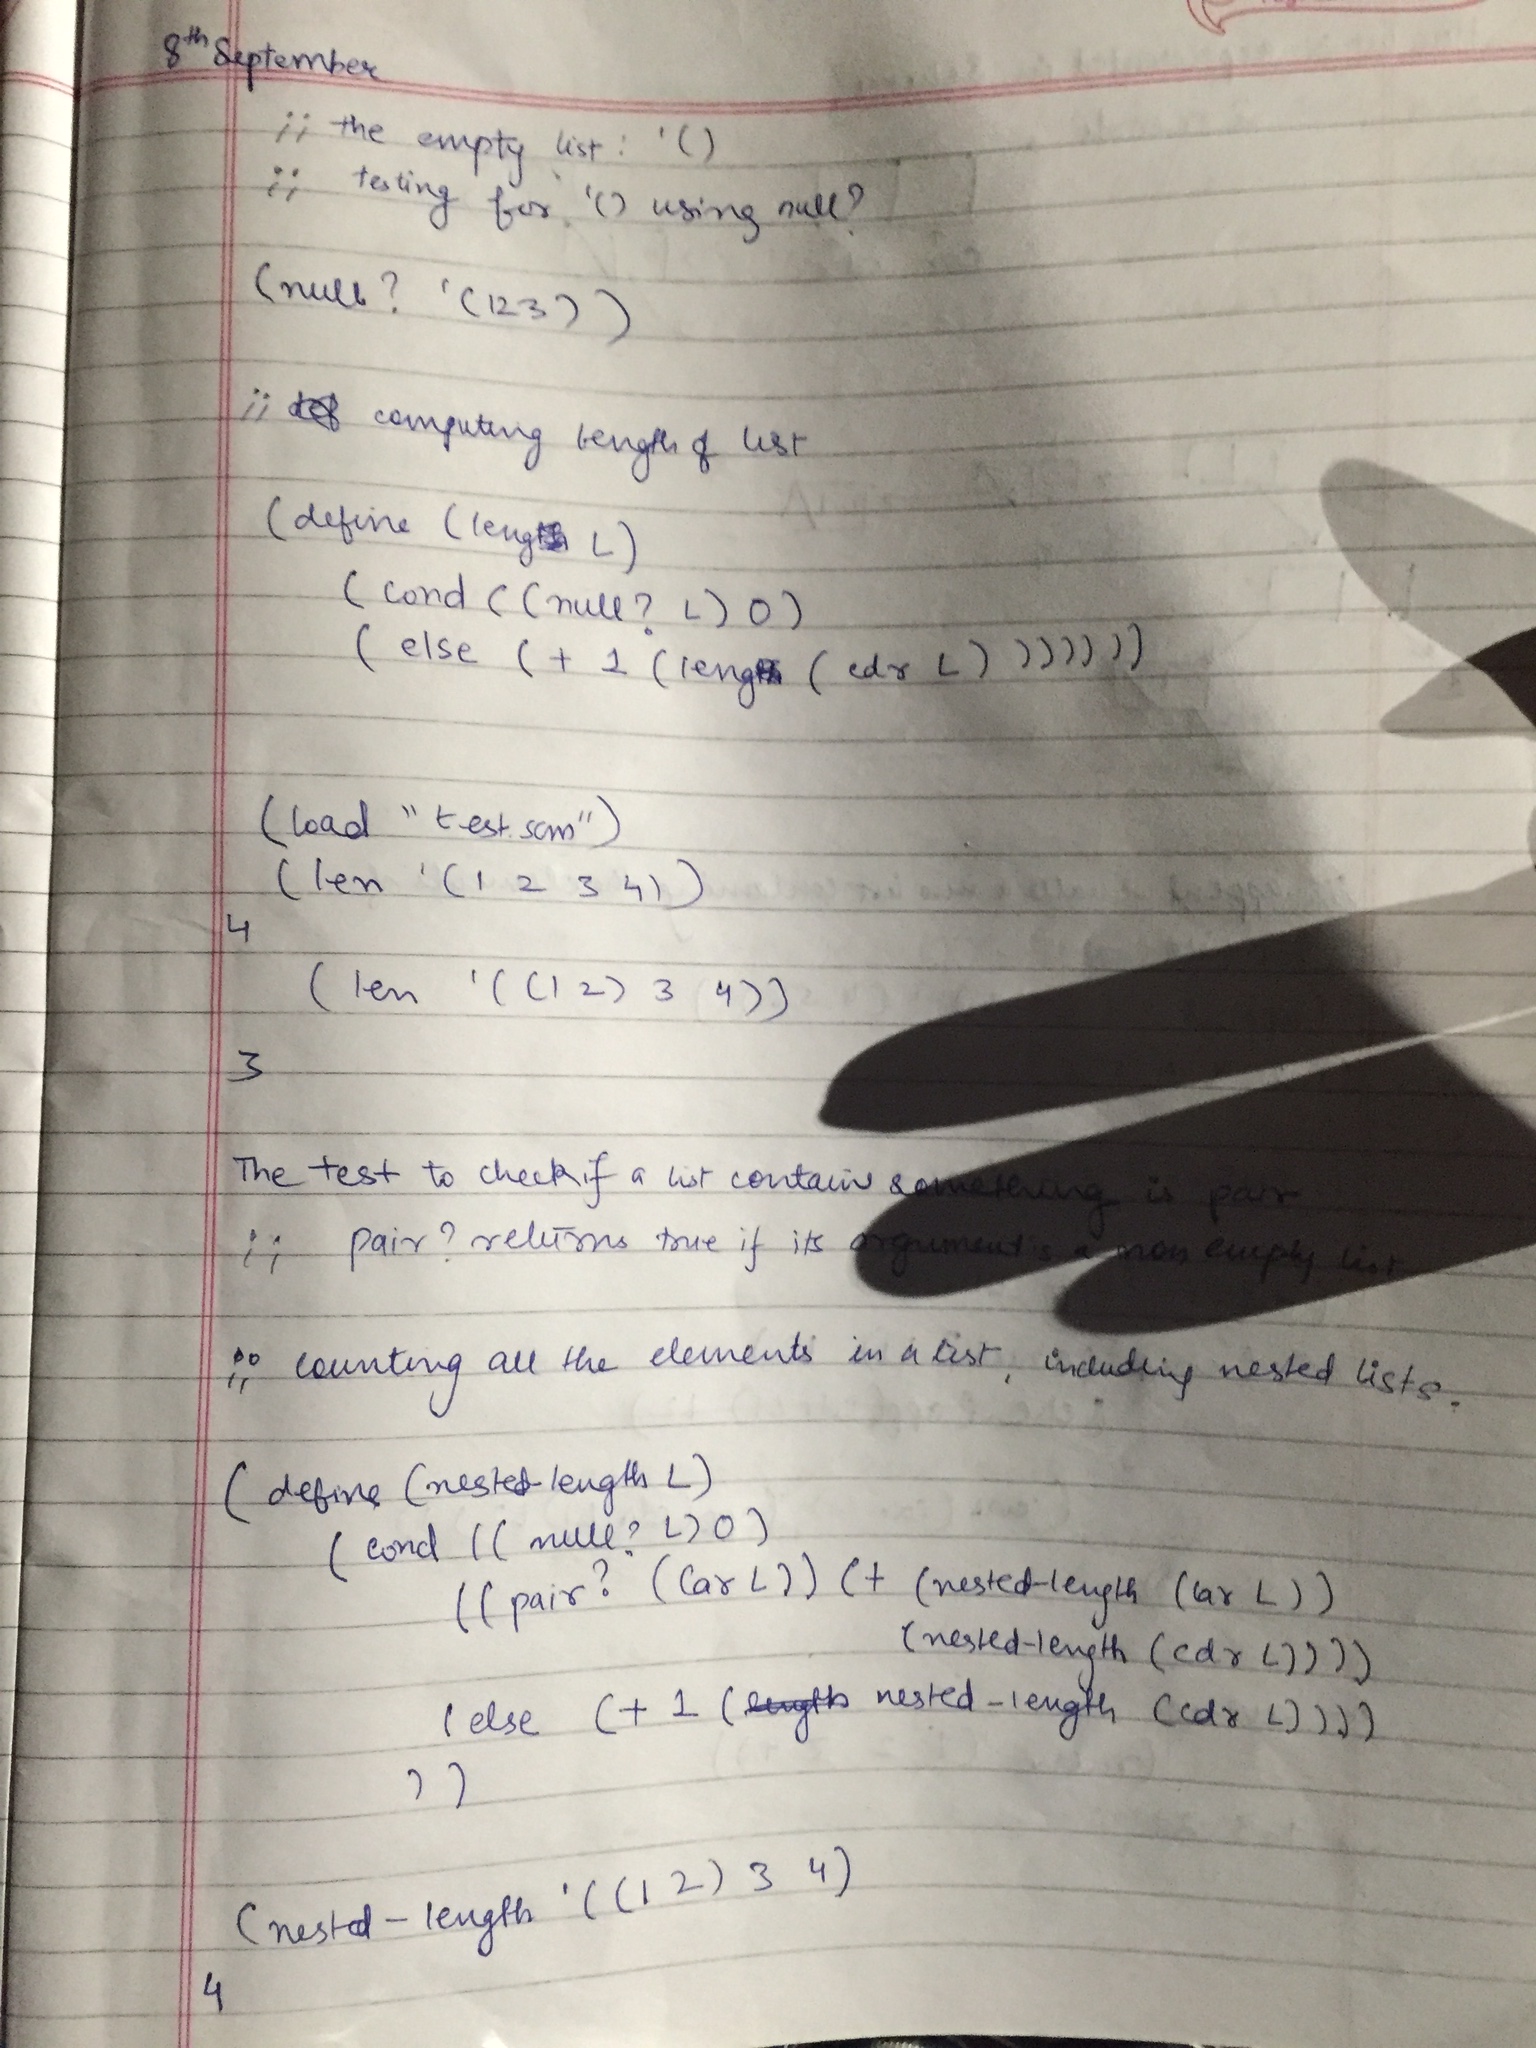 8th September
;; the empty list : '()
;; testing for '() using null?
(null? '(123))
;; computing length of list
(define (length L)
(cond ((null? L) 0)
(else (+ 1 (length (cdr L)))))))
(load "test.scm")
(len '(1 2 3 4))
4
(len '((1 2) 3 4))
3
The test to check if a list contains something is pair
;; pair? returns true if its argument is a non empty list
;; counting all the elements in a list, including nested lists.
(define (nested-length L)
(cond ((null? L) 0)
((pair? (car L)) (+ (nested-length (car L))
(nested-length (cdr L))))
(else (+ 1 (length nested-length (cdr L))))
))
(nested-length '((1 2) 3 4)
4